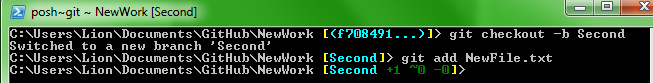 posh~git ~ NewWork [Second]
C:\Users\Lion\Documents\GitHub\NewWork [(f708491...)]> git checkout -b Second
Switched to a new branch 'Second'
C:\Users\Lion\Documents\GitHub\NewWork [Second]> git add NewFile.txt
C:\Users\Lion\Documents\GitHub\NewWork [Second +1 ~0 -0]>